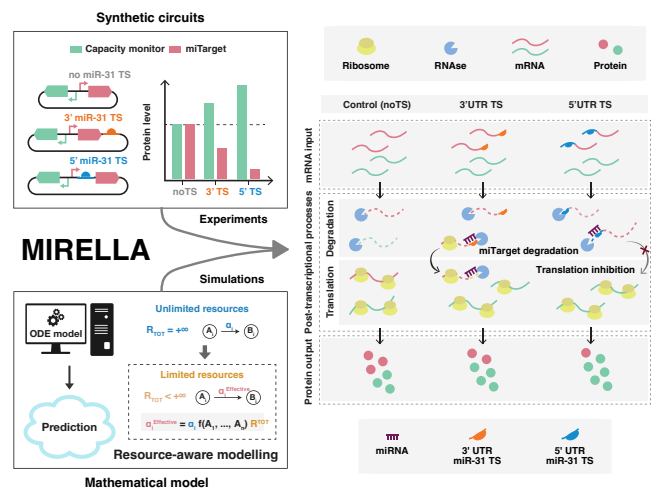 Synthetic circuits
Capacity monitor
miTarget
no miR-31 TS
3' miR-31 TS
5' miR-31 TS
Protein level
noTS
3' TS
5' TS
Experiments
MIRELLA
Simulations
ODE model
Prediction
Unlimited resources
R_TOT = +∞ A_i α_i B_i
Limited resources
R_TOT < +∞ A_i α_i^Effective B_i
α_i^Effective = α_i f(A_1, ..., A_n) R^TOT
Resource-aware modelling
Mathematical model
Ribosome
RNAse
mRNA
Protein
Control (noTS)
3'UTR TS
5'UTR TS
mRNA input
Post-transcriptional processes
Degradation
miTarget degradation
Translation
Translation inhibition
Protein output
miRNA
3' UTR
miR-31 TS
5' UTR
miR-31 TS